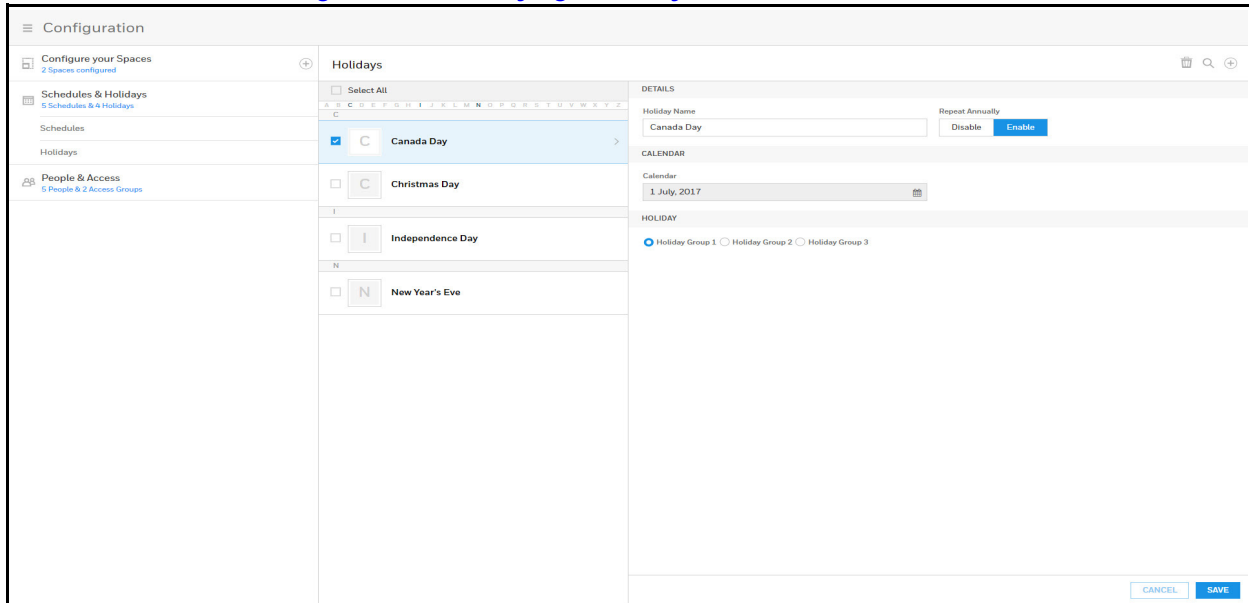 Configuration
Configure your Spaces
2 Spaces configured
Schedules & Holidays
5 Schedules & 4 Holidays
Schedules
Holidays
People & Access
5 People & 2 Access Groups
Holidays
Select All
A B C D E F G H I J K L M N O P Q R S T U V W X Y Z
C
C Canada Day
C Christmas Day
I
I Independence Day
N
N New Year's Eve
DETAILS
Holiday Name Repeat Annually
Canada Day Disable Enable
CALENDAR
Calendar
1 July, 2017
HOLIDAY
Holiday Group 1 Holiday Group 2 Holiday Group 3
CANCEL SAVE